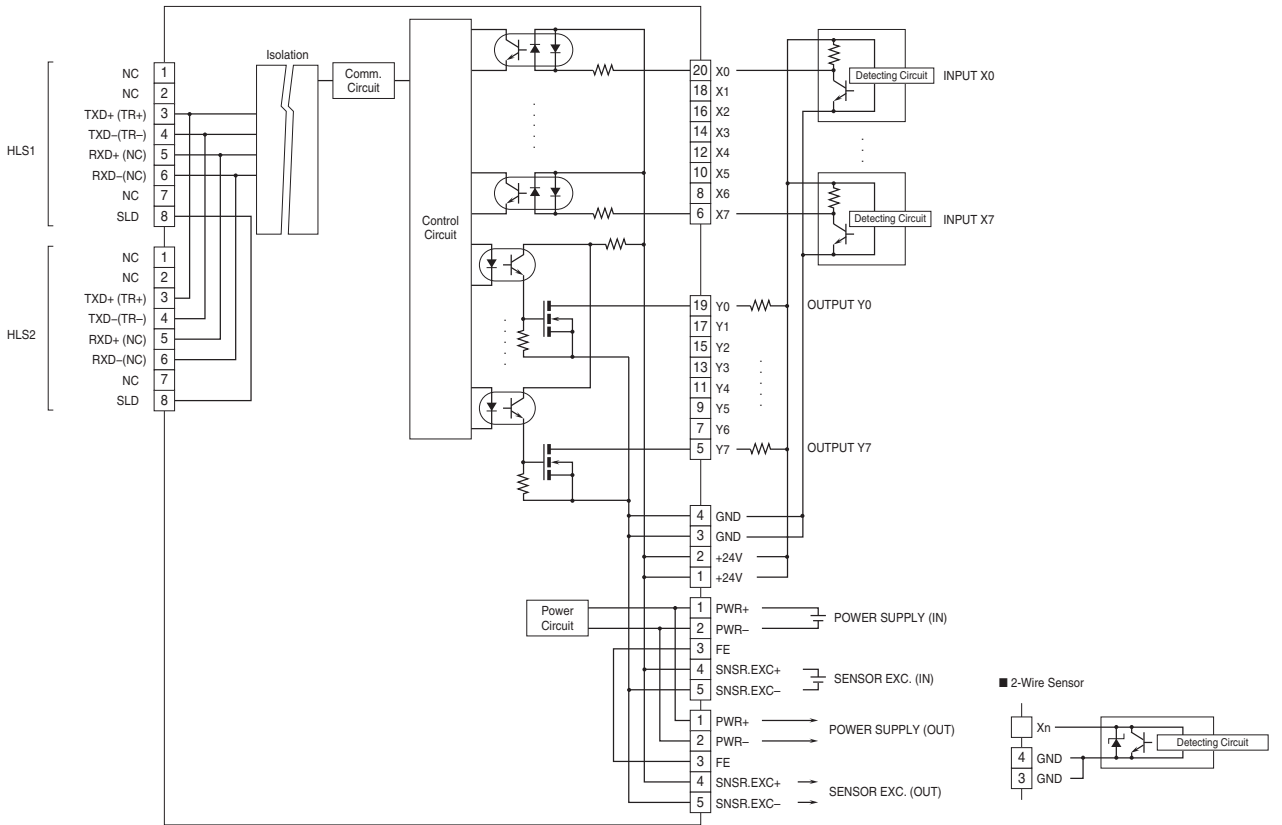 Isolation
Comm.
Circuit
Control
Circuit
HLS1
NC 1
NC 2
TXD+ (TR+) 3
TXD–(TR–) 4
RXD+ (NC) 5
RXD–(NC) 6
NC 7
SLD 8
HLS2
NC 1
NC 2
TXD+ (TR+) 3
TXD–(TR–) 4
RXD+ (NC) 5
RXD–(NC) 6
NC 7
SLD 8
20 X0
18 X1
16 X2
14 X3
12 X4
10 X5
8 X6
6 X7
Detecting Circuit INPUT X0
Detecting Circuit INPUT X7
19 Y0 OUTPUT Y0
17 Y1
15 Y2
13 Y3
11 Y4
9 Y5
7 Y6
5 Y7 OUTPUT Y7
4 GND
3 GND
2 +24V
1 +24V
Power
Circuit
1 PWR+
2 PWR–
POWER SUPPLY (IN)
3 FE
4 SNSR.EXC+
5 SNSR.EXC–
SENSOR EXC. (IN)
1 PWR+
2 PWR–
POWER SUPPLY (OUT)
3 FE
4 SNSR.EXC+
5 SNSR.EXC–
SENSOR EXC. (OUT)
■ 2-Wire Sensor
Xn
Detecting Circuit
4 GND
3 GND